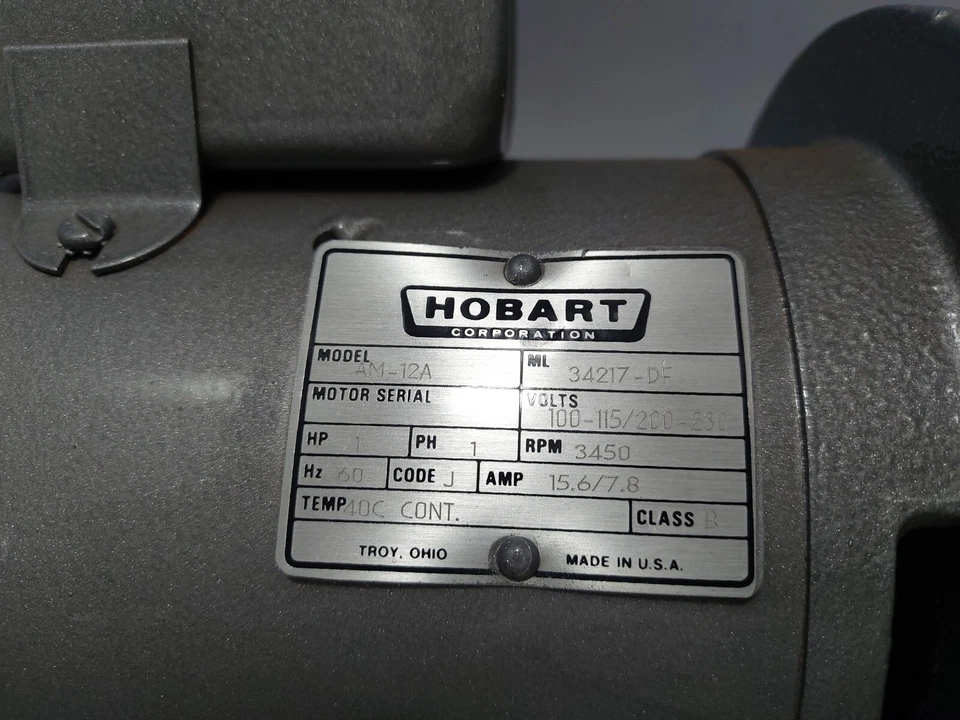 HOBART
CORPORATION
MODEL AM-12A ML 34217-DF
MOTOR SERIAL VOLTS 100-115/200-230
HP 1 PH 1 RPM 3450
Hz 60 CODE J AMP 15.6/7.8
TEMP 40C CONT. CLASS B
TROY, OHIO MADE IN U.S.A.